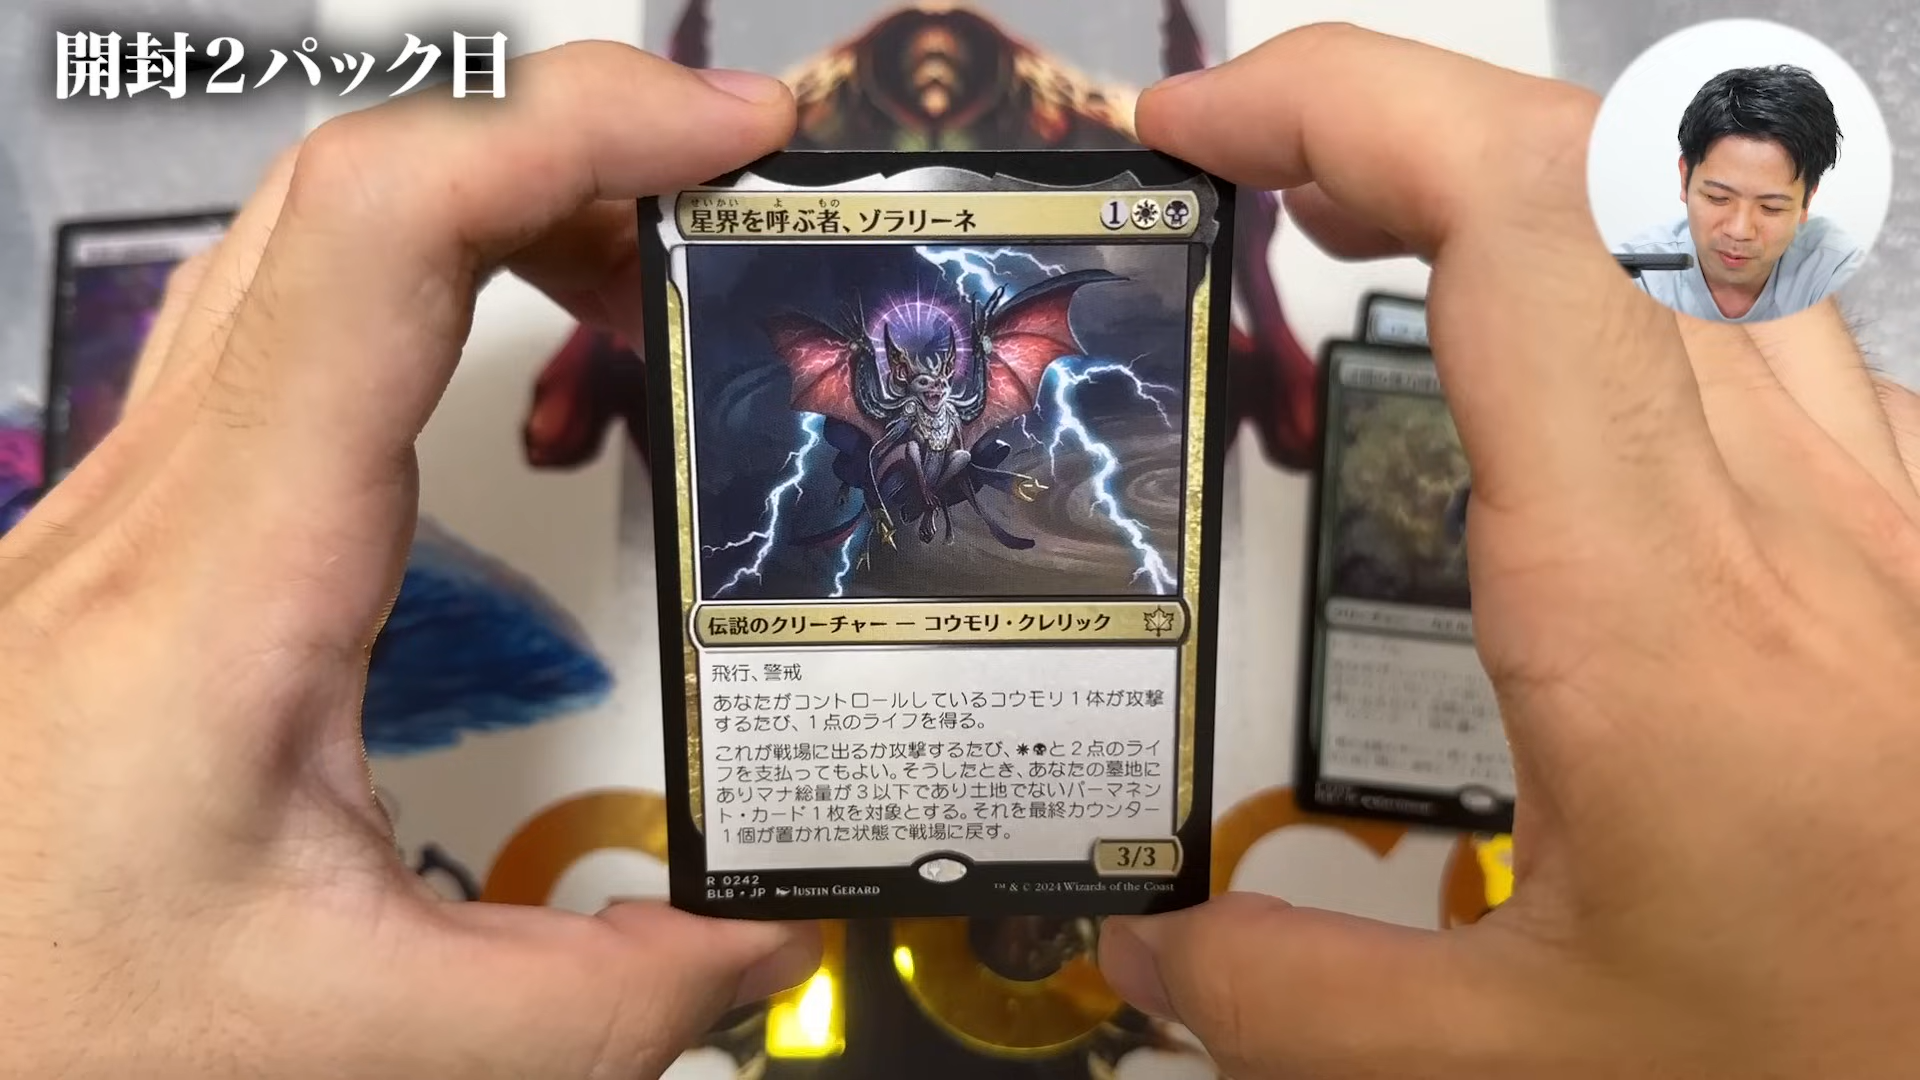 開封2パック目
せいかい よ もの
星界を呼ぶ者、ゾラリーネ
1
伝説のクリーチャー — コウモリ・クレリック
飛行、警戒
あなたがコントロールしているコウモリ1体が攻撃
するたび、1点のライフを得る。
これが戦場に出るか攻撃するたび、と2点のライ
フを支払ってもよい。そうしたとき、あなたの墓地に
ありマナ総量が3以下であり土地でないパーマネン
ト・カード1枚を対象とする。それを最終カウンター
1個が置かれた状態で戦場に戻す。
3/3
R 0242
BLB • JP JUSTIN GERARD
™ & © 2024 Wizards of the Coast